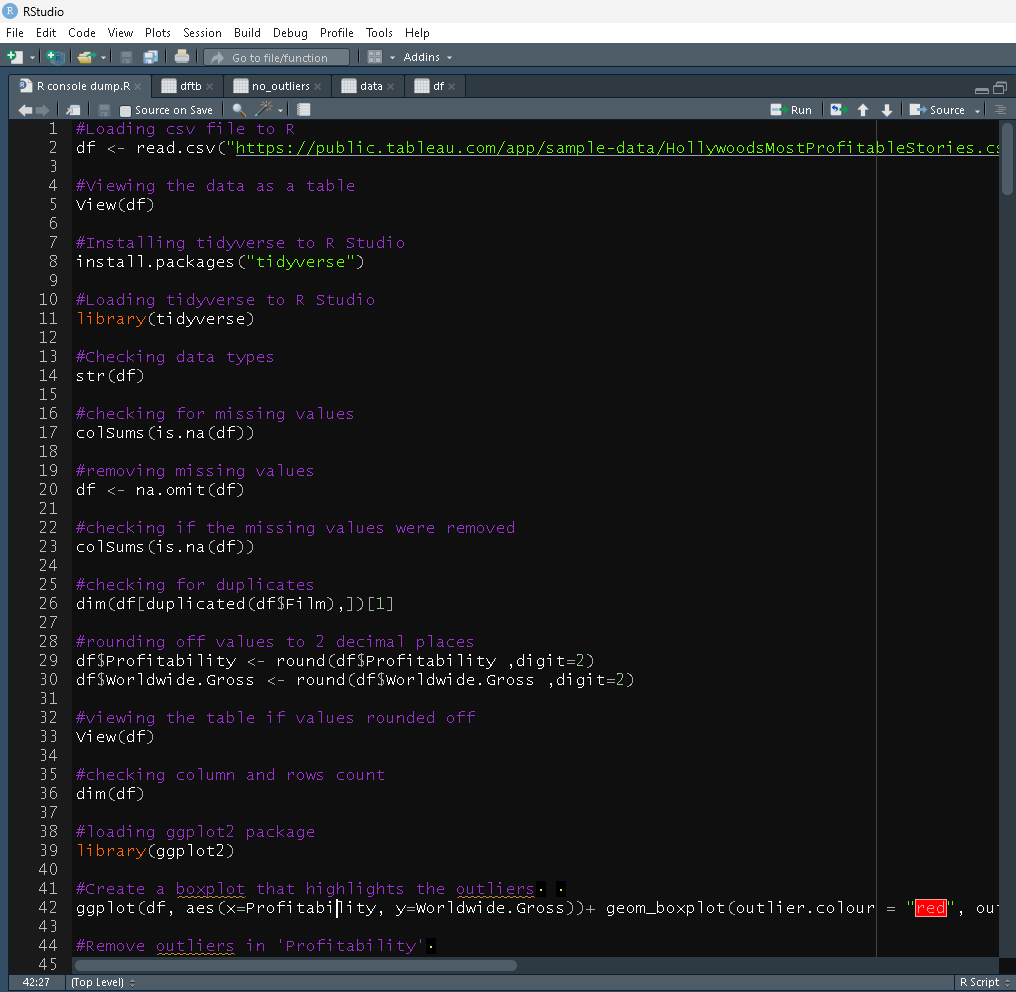 RStudio
File Edit Code View Plots Session Build Debug Profile Tools Help
Go to file/function Addins
R console dump.R dftb no_outliers data df
Source on Save Run Source
1 #Loading csv file to R
2 df <- read.csv("https://public.tableau.com/app/sample-data/HollywoodsMostProfitableStories.cs
3
4 #Viewing the data as a table
5 View(df)
6
7 #Installing tidyverse to R Studio
8 install.packages("tidyverse")
9
10 #Loading tidyverse to R Studio
11 library(tidyverse)
12
13 #Checking data types
14 str(df)
15
16 #checking for missing values
17 colSums(is.na(df))
18
19 #removing missing values
20 df <- na.omit(df)
21
22 #checking if the missing values were removed
23 colSums(is.na(df))
24
25 #checking for duplicates
26 dim(df[duplicated(df$Film),])[1]
27
28 #rounding off values to 2 decimal places
29 df$Profitability <- round(df$Profitability ,digit=2)
30 df$Worldwide.Gross <- round(df$Worldwide.Gross ,digit=2)
31
32 #viewing the table if values rounded off
33 View(df)
34
35 #checking column and rows count
36 dim(df)
37
38 #loading ggplot2 package
39 library(ggplot2)
40
41 #Create a boxplot that highlights the outliers
42 ggplot(df, aes(x=Profitability, y=Worldwide.Gross))+ geom_boxplot(outlier.colour = "red", ou
43
44 #Remove outliers in 'Profitability'
45
42:27 (Top Level) R Script